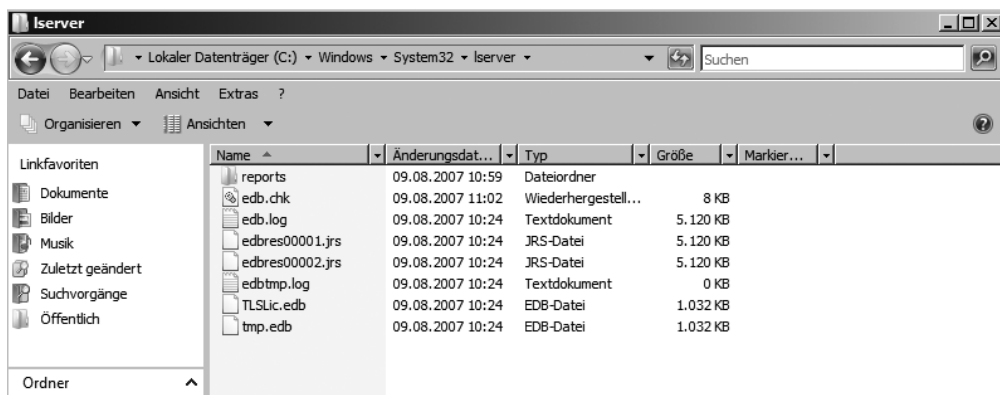 lserver
Lokaler Datenträger (C:) Windows System32 lserver
Suchen
Datei Bearbeiten Ansicht Extras ?
Organisieren Ansichten
Linkfavoriten
Dokumente
Bilder
Musik
Zuletzt geändert
Suchvorgänge
Öffentlich
Ordner
Name Änderungsdat... Typ Größe Markier...
reports 09.08.2007 10:59 Dateiordner
edb.chk 09.08.2007 11:02 Wiederhergestell... 8 KB
edb.log 09.08.2007 10:24 Textdokument 5.120 KB
edbres00001.jrs 09.08.2007 10:24 JRS-Datei 5.120 KB
edbres00002.jrs 09.08.2007 10:24 JRS-Datei 5.120 KB
edbtmp.log 09.08.2007 10:24 Textdokument 0 KB
TLSLic.edb 09.08.2007 10:24 EDB-Datei 1.032 KB
tmp.edb 09.08.2007 10:24 EDB-Datei 1.032 KB